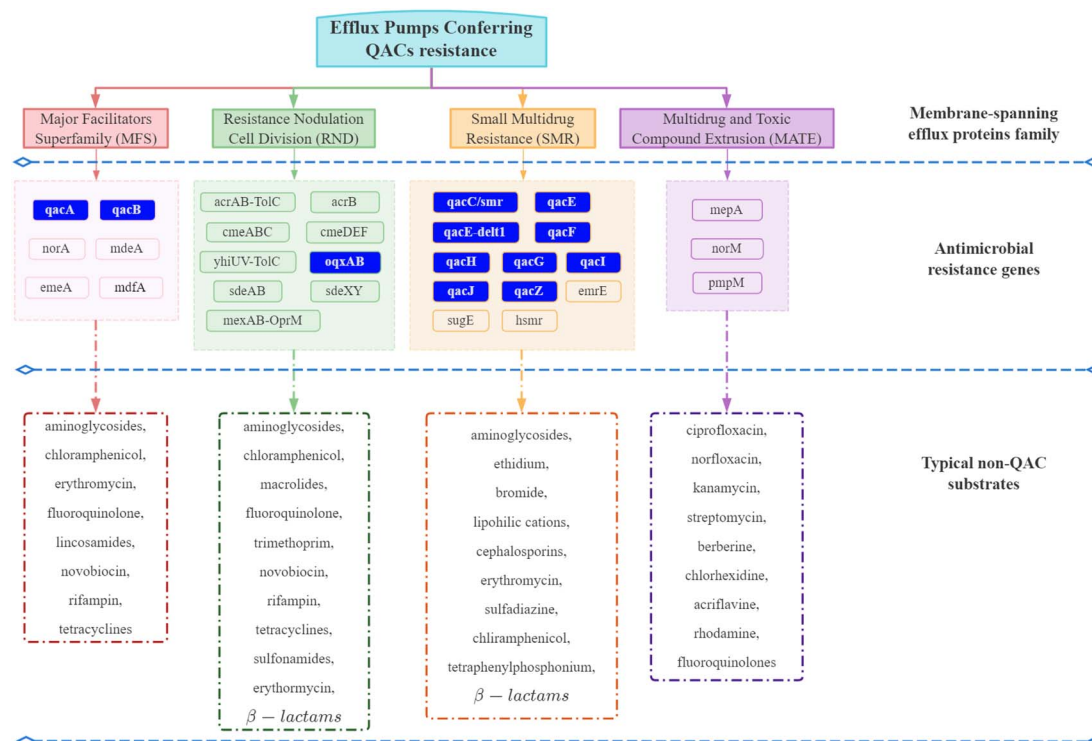 Efflux Pumps Conferring
QACs resistance
Major Facilitators
Superfamily (MFS)
Resistance Nodulation
Cell Division (RND)
Small Multidrug
Resistance (SMR)
Multidrug and Toxic
Compound Extrusion (MATE)
Membrane-spanning
efflux proteins family
qacA
qacB
norA
mdeA
emeA
mdfA
acrAB-TolC
acrB
cmeABC
cmeDEF
yhiUV-TolC
oqxAB
sdeAB
sdeXY
mexAB-OprM
qacC/smr
qacE
qacE-delt1
qacF
qacH
qacG
qacI
qacJ
qacZ
emrE
sugE
hsmr
mepA
norM
pmpM
Antimicrobial
resistance genes
aminoglycosides,
chloramphenicol,
erythromycin,
fluoroquinolone,
lincosamides,
novobiocin,
rifampin,
tetracyclines
aminoglycosides,
chloramphenicol,
macrolides,
fluoroquinolone,
trimethoprim,
novobiocin,
rifampin,
tetracyclines,
sulfonamides,
erythormycin,
β − lactams
aminoglycosides,
ethidium,
bromide,
lipohilic cations,
cephalosporins,
erythromycin,
sulfadiazine,
chliramphenicol,
tetraphenylphosphonium,
β − lactams
ciprofloxacin,
norfloxacin,
kanamycin,
streptomycin,
berberine,
chlorhexidine,
acriflavine,
rhodamine,
fluoroquinolones
Typical non-QAC
substrates